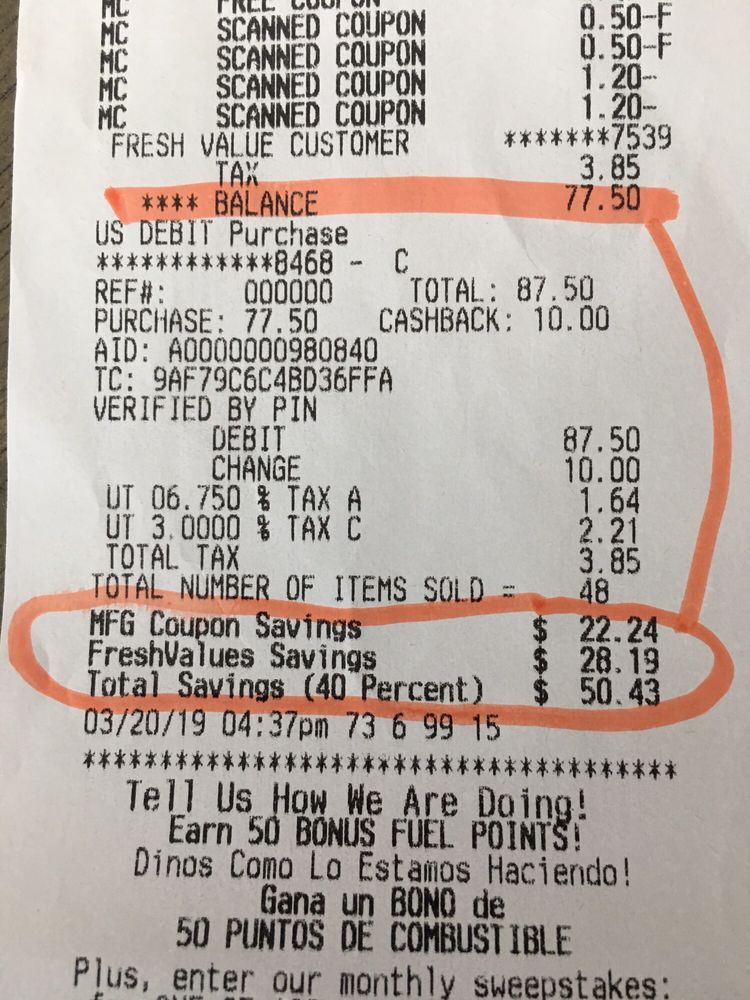 MC FREE COUPON
MC SCANNED COUPON 0.50-F
MC SCANNED COUPON 0.50-F
MC SCANNED COUPON 1.20-
MC SCANNED COUPON 1.20-
FRESH VALUE CUSTOMER *******7539
TAX 3.85
**** BALANCE 77.50
US DEBIT Purchase
************8468 - C
REF#: 000000 TOTAL: 87.50
PURCHASE: 77.50 CASHBACK: 10.00
AID: A0000000980840
TC: 9AF79C6C4BD36FFA
VERIFIED BY PIN
DEBIT 87.50
CHANGE 10.00
UT 06.750 % TAX A 1.64
UT 3.0000 % TAX C 2.21
TOTAL TAX 3.85
TOTAL NUMBER OF ITEMS SOLD = 48
MFG Coupon Savings $ 22.24
FreshValues Savings $ 28.19
Total Savings (40 Percent) $ 50.43
03/20/19 04:37pm 73 6 99 15
*****************************************
Tell Us How We Are Doing!
Earn 50 BONUS FUEL POINTS!
Dinos Como Lo Estamos Haciendo!
Gana un BONO de
50 PUNTOS DE COMBUSTIBLE
Plus, enter our monthly sweepstakes: